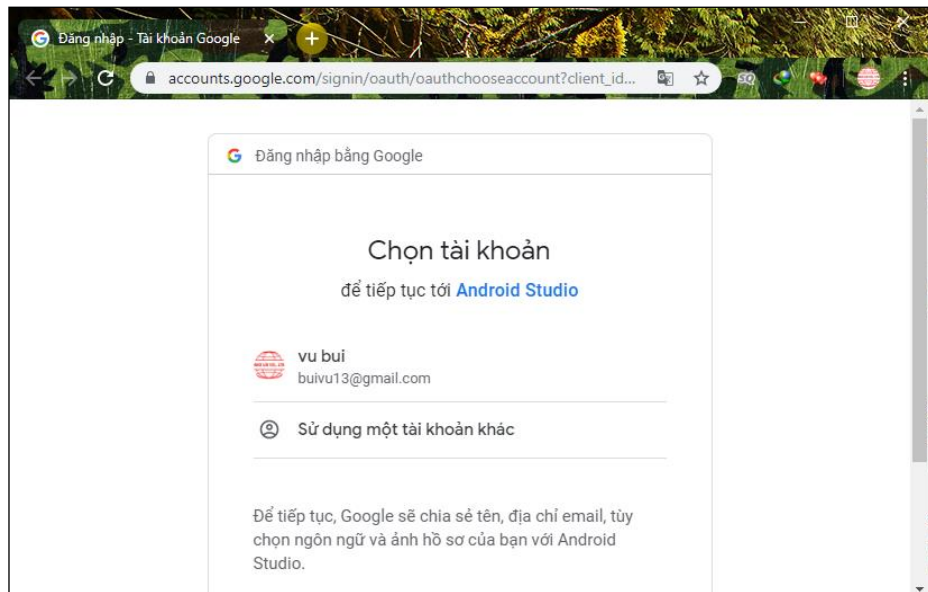 Đăng nhập - Tài khoản Google
accounts.google.com/signin/oauth/oauthchooseaccount?client_id...
SQ
Đăng nhập bằng Google
Chọn tài khoản
để tiếp tục tới Android Studio
vu bui
buivu13@gmail.com
Sử dụng một tài khoản khác
Để tiếp tục, Google sẽ chia sẻ tên, địa chỉ email, tùy
chọn ngôn ngữ và ảnh hồ sơ của bạn với Android
Studio.